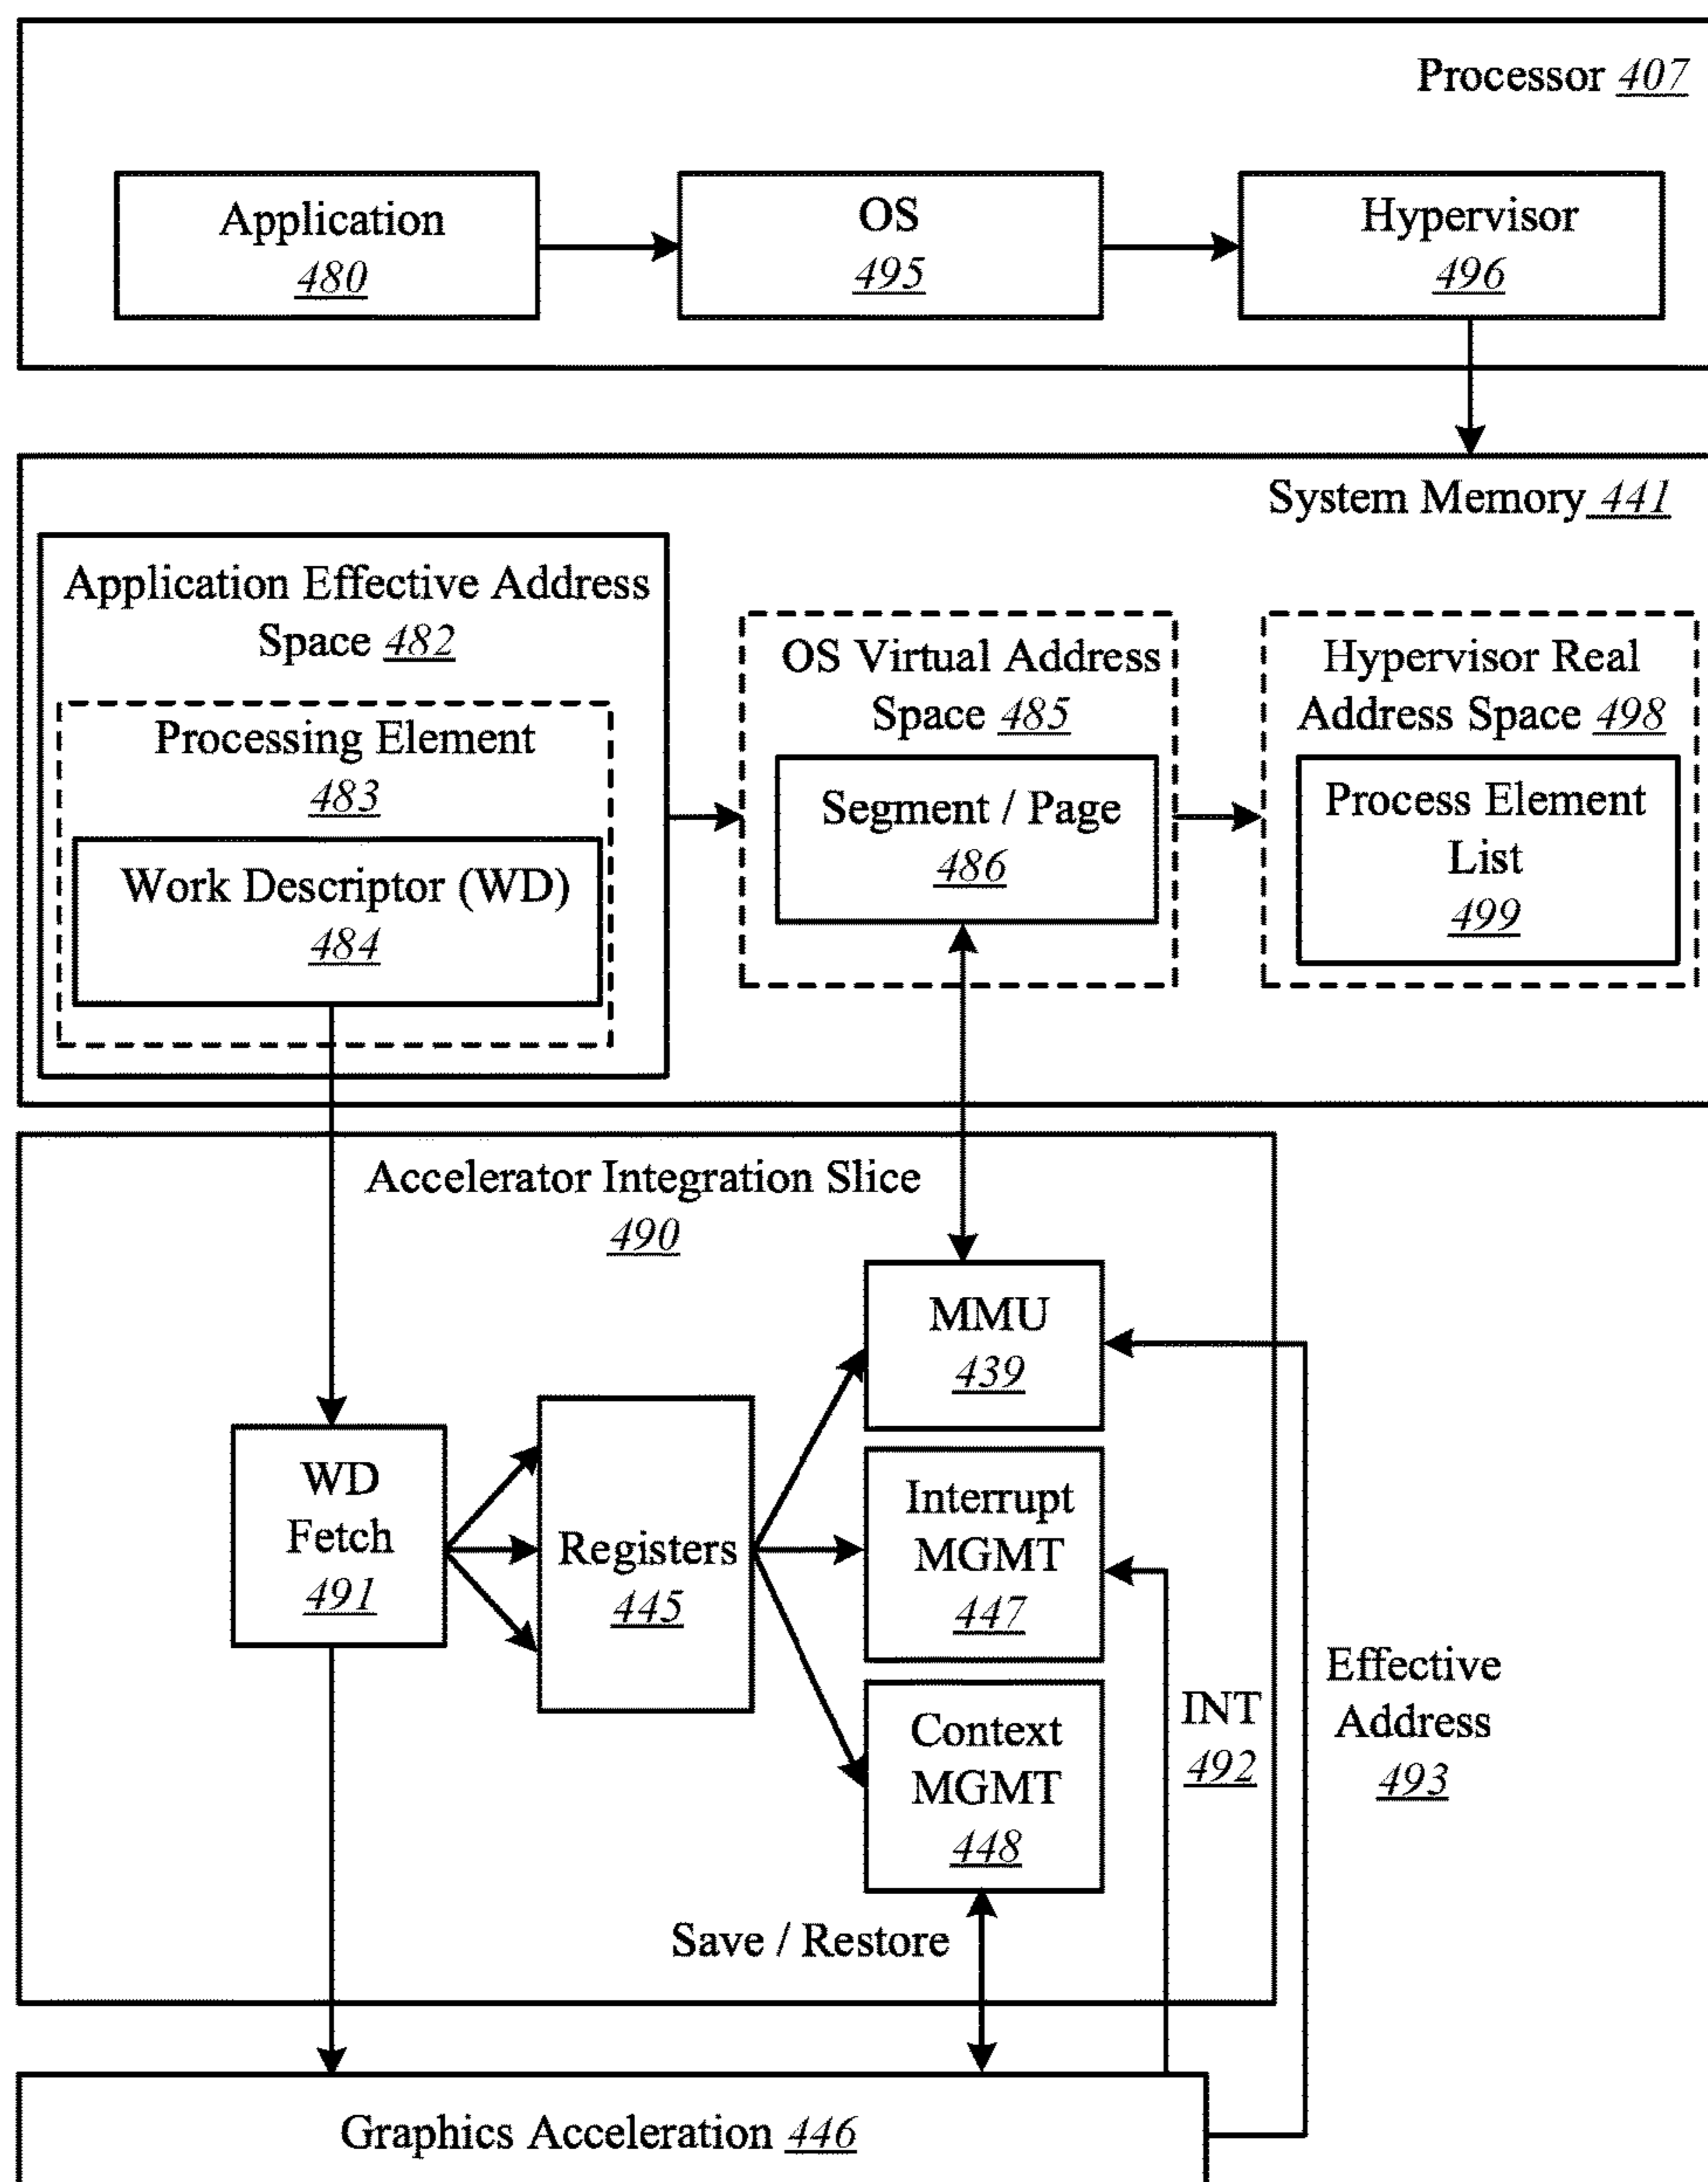 Processor 407
Application
480
OS
495
Hypervisor
496
System Memory 441
Application Effective Address
Space 482
Processing Element
483
Work Descriptor (WD)
484
OS Virtual Address
Space 485
Segment / Page
486
Hypervisor Real
Address Space 498
Process Element
List
499
Accelerator Integration Slice
490
MMU
439
WD
Fetch
491
Registers
445
Interrupt
MGMT
447
Context
MGMT
448
INT
492
Effective
Address
493
Save / Restore
Graphics Acceleration 446